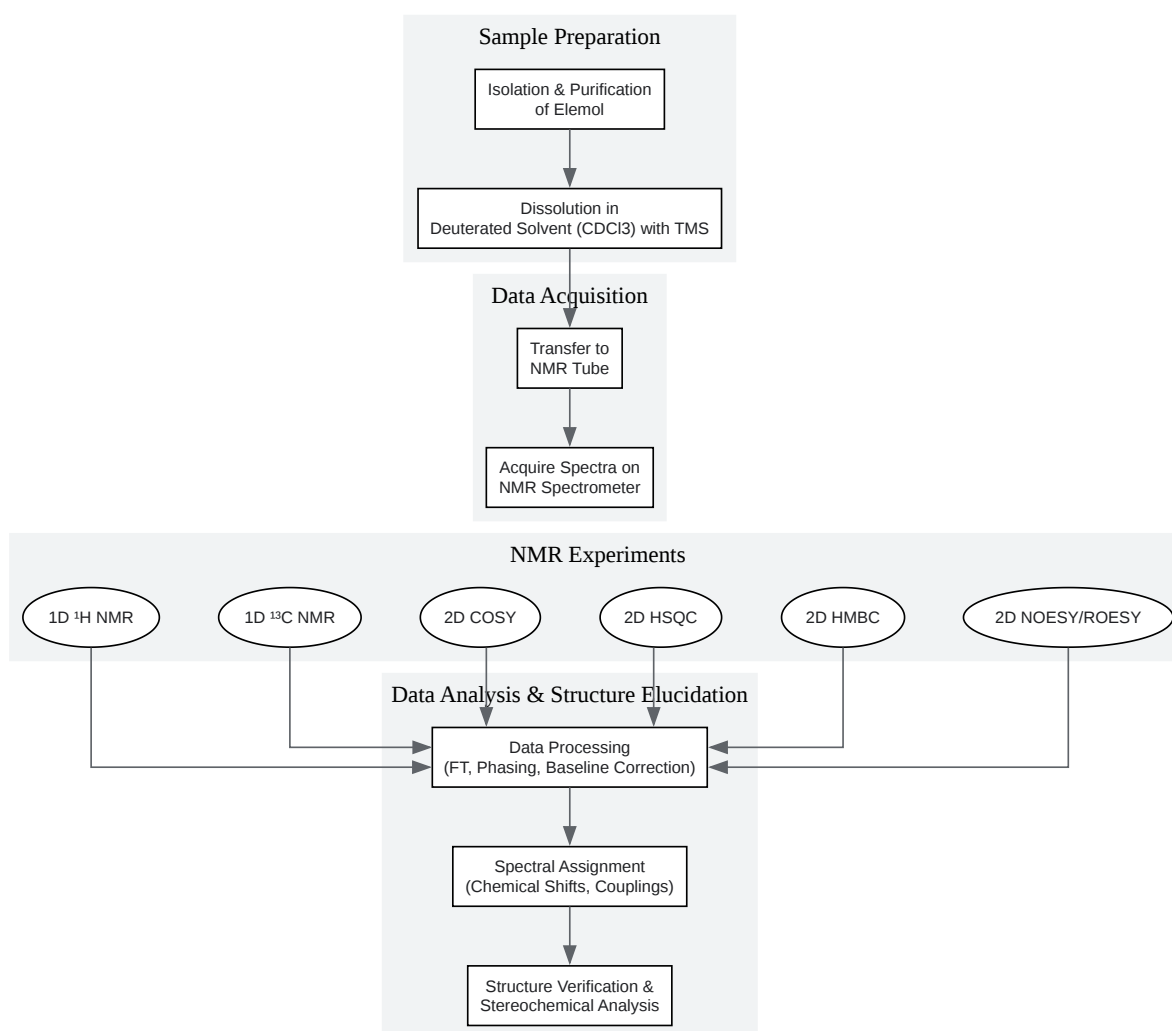 Sample Preparation
Isolation & Purification
of Elemol
Dissolution in
Deuterated Solvent (CDCl3) with TMS
Data Acquisition
Transfer to
NMR Tube
Acquire Spectra on
NMR Spectrometer
NMR Experiments
1D ¹H NMR
1D ¹³C NMR
2D COSY
2D HSQC
2D HMBC
2D NOESY/ROESY
Data Analysis & Structure Elucidation
Data Processing
(FT, Phasing, Baseline Correction)
Spectral Assignment
(Chemical Shifts, Couplings)
Structure Verification &
Stereochemical Analysis